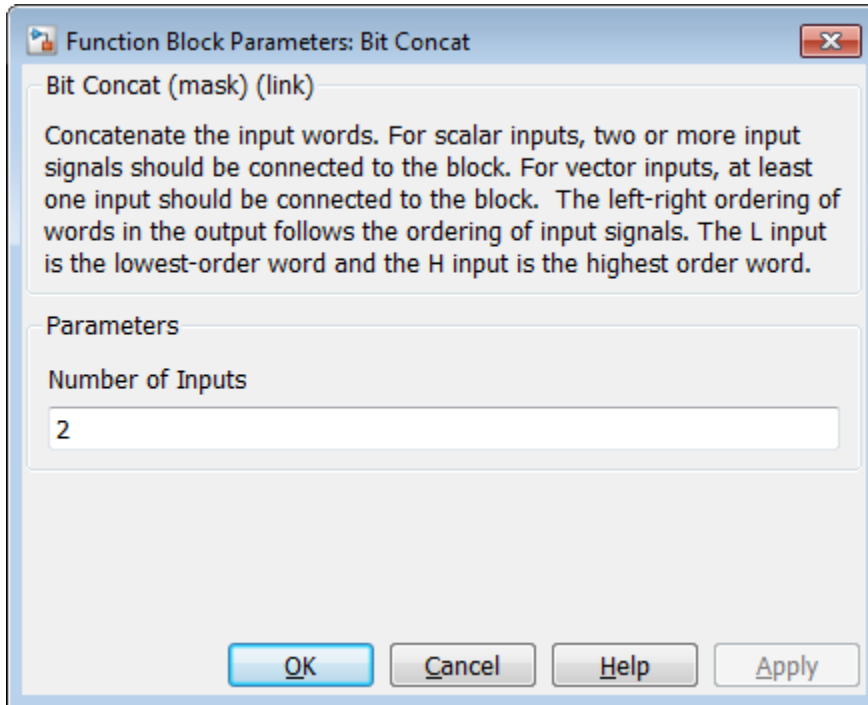 Function Block Parameters: Bit Concat
Bit Concat (mask) (link)
Concatenate the input words. For scalar inputs, two or more input
signals should be connected to the block. For vector inputs, at least
one input should be connected to the block.  The left-right ordering of
words in the output follows the ordering of input signals. The L input
is the lowest-order word and the H input is the highest order word.
Parameters
Number of Inputs
2
OK Cancel Help Apply